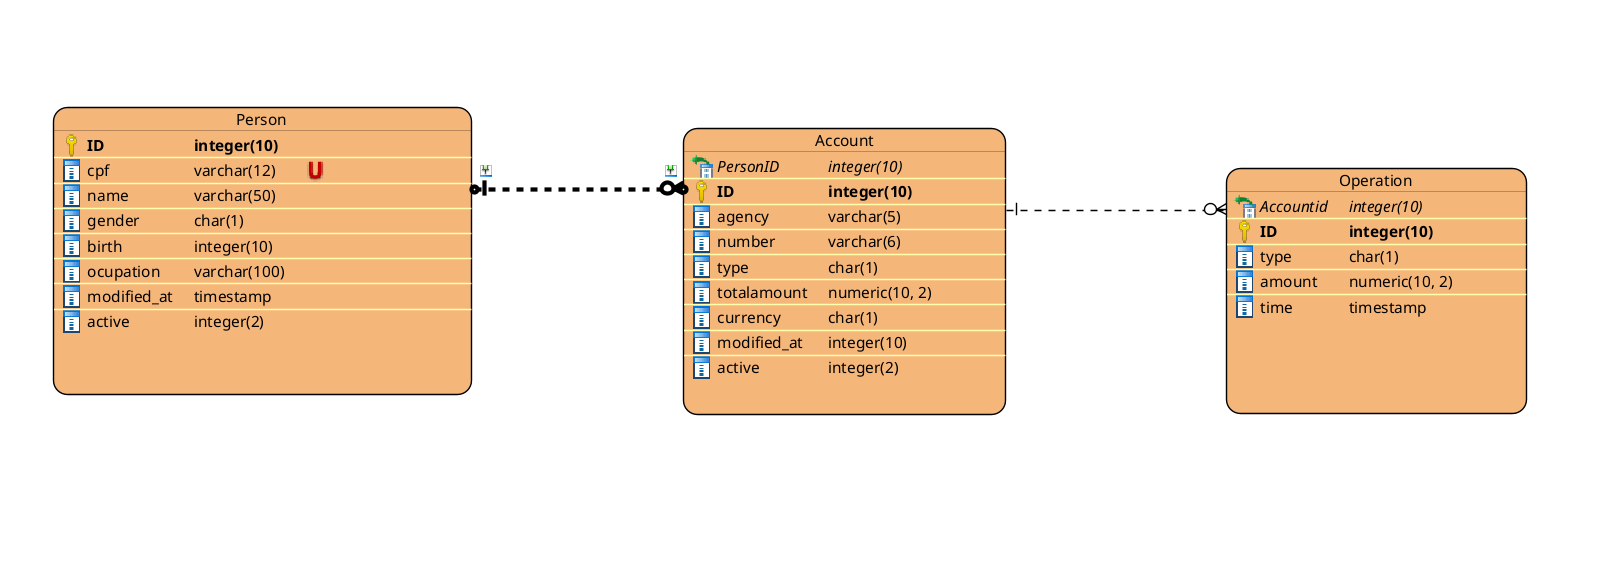 Person
ID integer(10)
cpf varchar(12) U
name varchar(50)
gender char(1)
birth integer(10)
ocupation varchar(100)
modified_at timestamp
active integer(2)
Account
PersonID integer(10)
ID integer(10)
agency varchar(5)
number varchar(6)
type char(1)
totalamount numeric(10, 2)
currency char(1)
modified_at integer(10)
active integer(2)
Operation
Accountid integer(10)
ID integer(10)
type char(1)
amount numeric(10, 2)
time timestamp